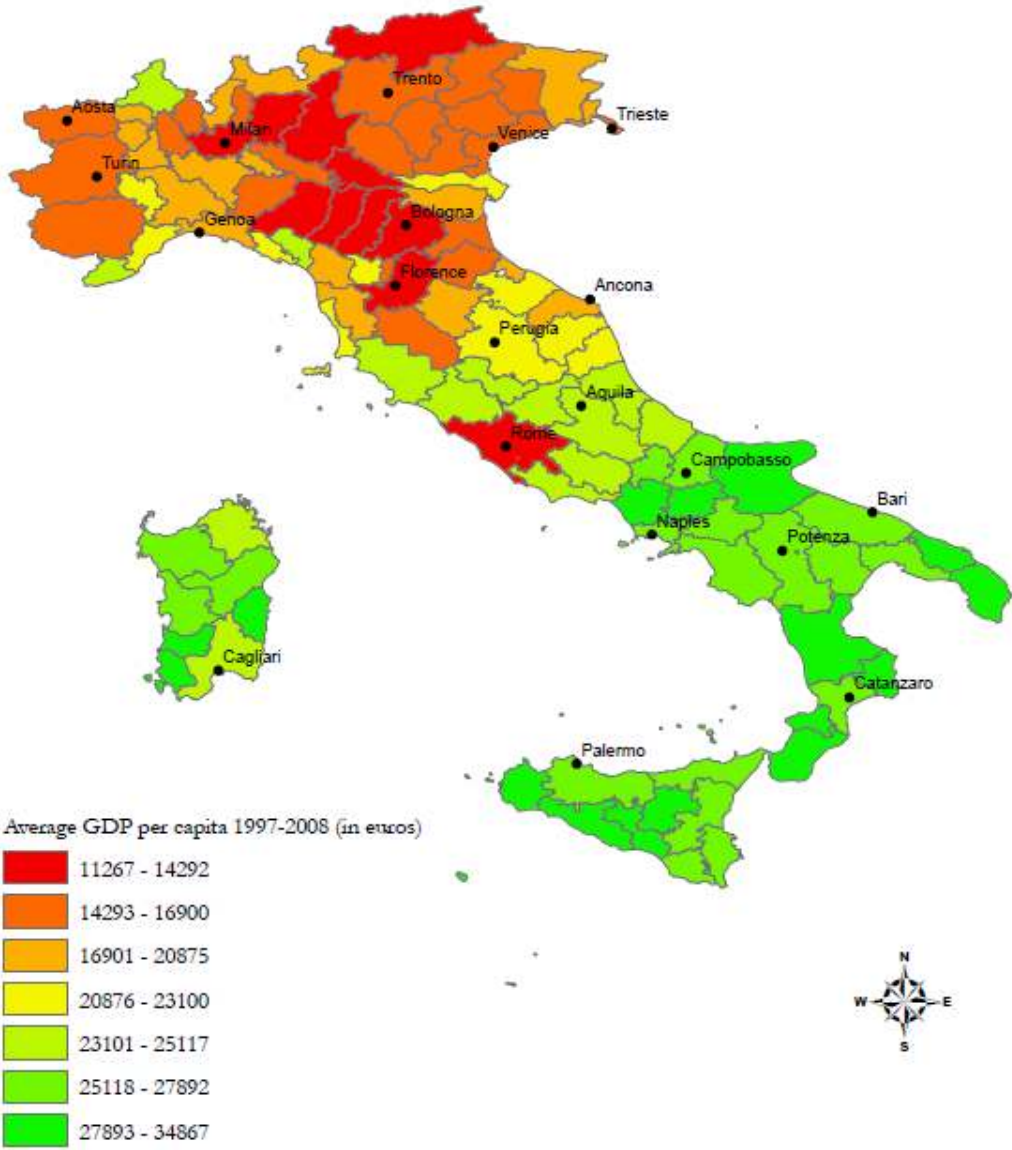 Aosta
Trento
Milan
Trieste
Venice
Turin
Genoa
Bologna
Florence
Ancona
Perugia
Aquila
Rome
Campobasso
Bari
Naples
Potenza
Cagliari
Catanzaro
Palermo
Average GDP per capita 1997-2008 (in euros)
11267 - 14292
14293 - 16900
16901 - 20875
20876 - 23100
23101 - 25117
25118 - 27892
27893 - 34867
N
W E
S